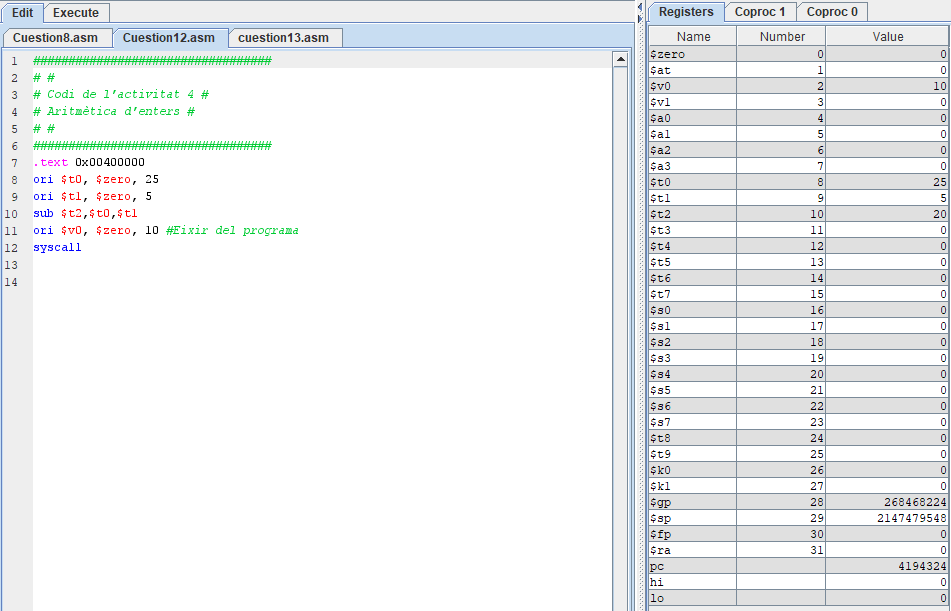 Edit Execute
Cuestion8.asm Cuestion12.asm cuestion13.asm
1 ##################################
2 # #
3 # Codi de l'activitat 4 #
4 # Aritmètica d'enters #
5 # #
6 ##################################
7 .text 0x00400000
8 ori $t0, $zero, 25
9 ori $t1, $zero, 5
10 sub $t2,$t0,$t1
11 ori $v0, $zero, 10 #Eixir del programa
12 syscall
13
14
Registers Coproc 1 Coproc 0
Name Number Value
$zero 0 0
$at 1 0
$v0 2 10
$v1 3 0
$a0 4 0
$a1 5 0
$a2 6 0
$a3 7 0
$t0 8 25
$t1 9 5
$t2 10 20
$t3 11 0
$t4 12 0
$t5 13 0
$t6 14 0
$t7 15 0
$s0 16 0
$s1 17 0
$s2 18 0
$s3 19 0
$s4 20 0
$s5 21 0
$s6 22 0
$s7 23 0
$t8 24 0
$t9 25 0
$k0 26 0
$k1 27 0
$gp 28 268468224
$sp 29 2147479548
$fp 30 0
$ra 31 0
pc 4194324
hi 0
lo 0